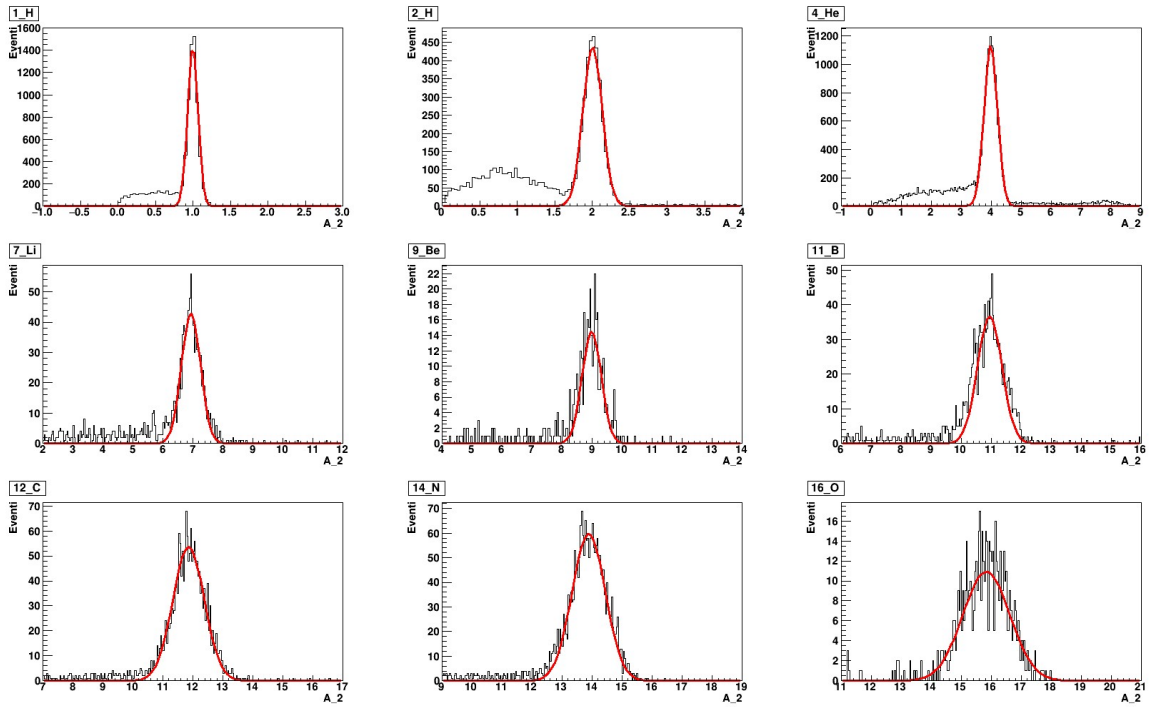 1_H
Eventi
1600
1400
1200
1000
800
600
400
200
0
-1.0 -0.5 0.0 0.5 1.0 1.5 2.0 2.5 3.0
A_2
2_H
Eventi
450
400
350
300
250
200
150
100
50
0
0 0.5 1 1.5 2 2.5 3 3.5 4
A_2
4_He
Eventi
1200
1000
800
600
400
200
0
-1 0 1 2 3 4 5 6 7 8 9
A_2
7_Li
Eventi
50
40
30
20
10
0
2 3 4 5 6 7 8 9 10 11 12
A_2
9_Be
Eventi
22
20
18
16
14
12
10
8
6
4
2
0
4 5 6 7 8 9 10 11 12 13 14
A_2
11_B
Eventi
50
40
30
20
10
0
6 7 8 9 10 11 12 13 14 15 16
A_2
12_C
Eventi
70
60
50
40
30
20
10
0
7 8 9 10 11 12 13 14 15 16 17
A_2
14_N
Eventi
70
60
50
40
30
20
10
0
9 10 11 12 13 14 15 16 17 18 19
A_2
16_O
Eventi
16
14
12
10
8
6
4
2
0
11 12 13 14 15 16 17 18 19 20 21
A_2